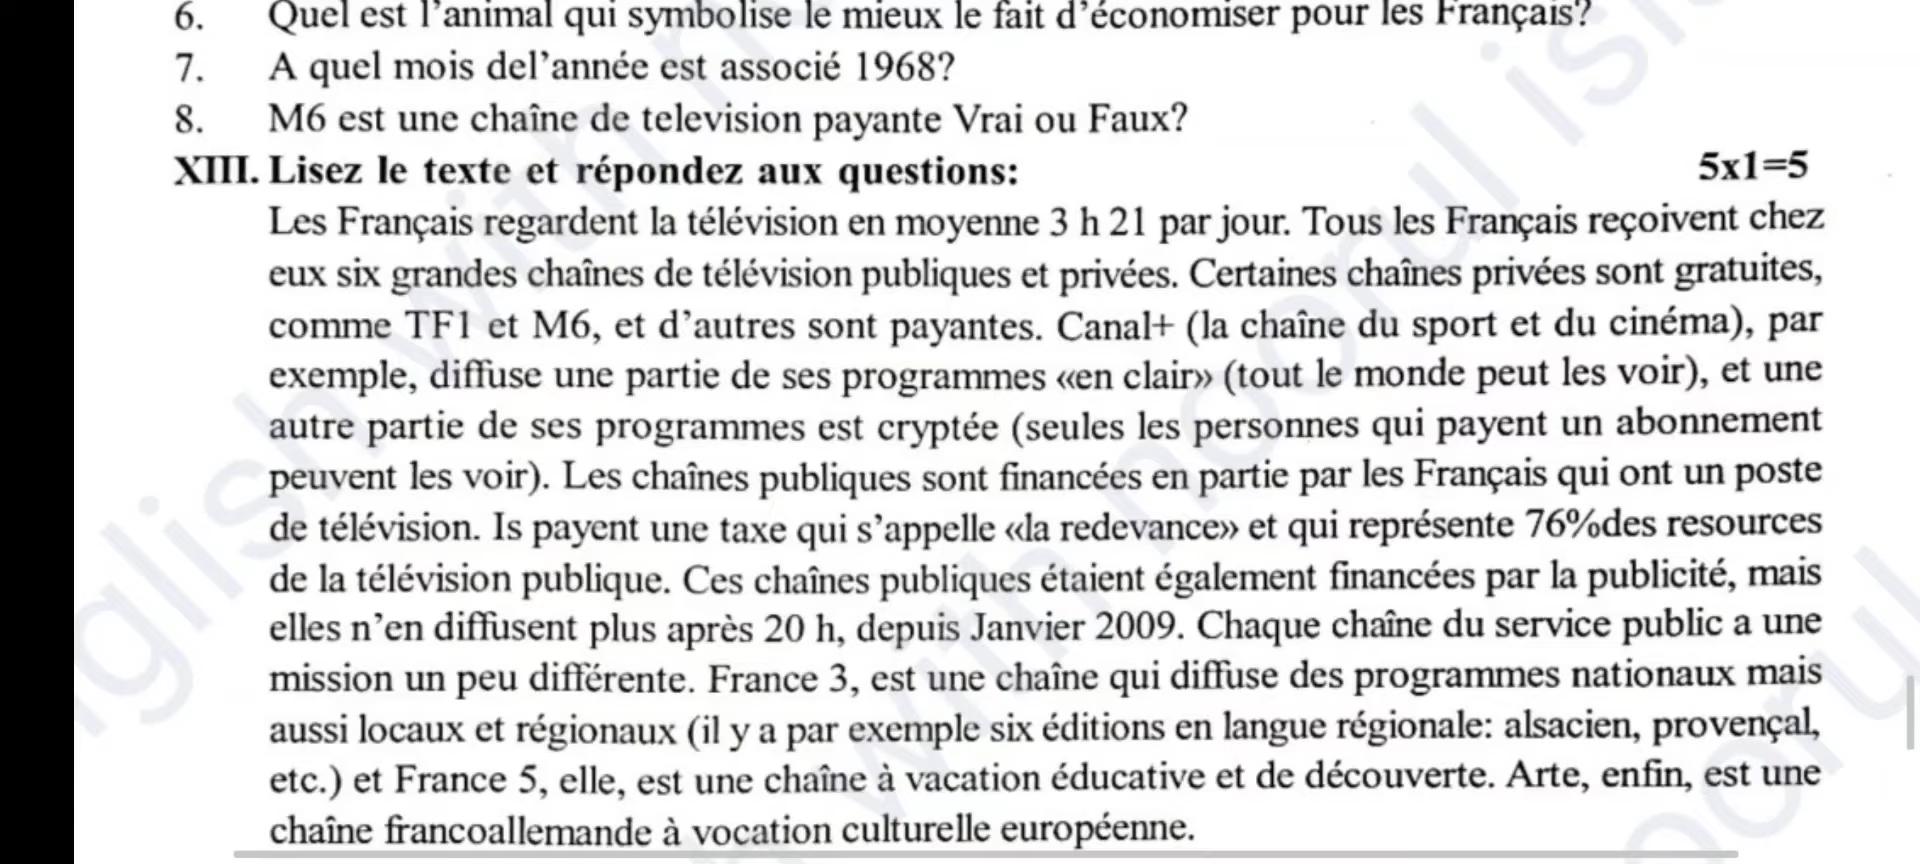 6. Quel est l'animal qui symbolise le mieux le fait d'économiser pour les Français?
7. A quel mois del'année est associé 1968?
8. M6 est une chaîne de television payante Vrai ou Faux?
XIII. Lisez le texte et répondez aux questions: 5x1=5
Les Français regardent la télévision en moyenne 3 h 21 par jour. Tous les Français reçoivent chez
eux six grandes chaînes de télévision publiques et privées. Certaines chaînes privées sont gratuites,
comme TF1 et M6, et d'autres sont payantes. Canal+ (la chaîne du sport et du cinéma), par
exemple, diffuse une partie de ses programmes «en clair» (tout le monde peut les voir), et une
autre partie de ses programmes est cryptée (seules les personnes qui payent un abonnement
peuvent les voir). Les chaînes publiques sont financées en partie par les Français qui ont un poste
de télévision. Is payent une taxe qui s'appelle «la redevance» et qui représente 76%des resources
de la télévision publique. Ces chaînes publiques étaient également financées par la publicité, mais
elles n'en diffusent plus après 20 h, depuis Janvier 2009. Chaque chaîne du service public a une
mission un peu différente. France 3, est une chaîne qui diffuse des programmes nationaux mais
aussi locaux et régionaux (il y a par exemple six éditions en langue régionale: alsacien, provençal,
etc.) et France 5, elle, est une chaîne à vacation éducative et de découverte. Arte, enfin, est une
chaîne francoallemande à vocation culturelle européenne.